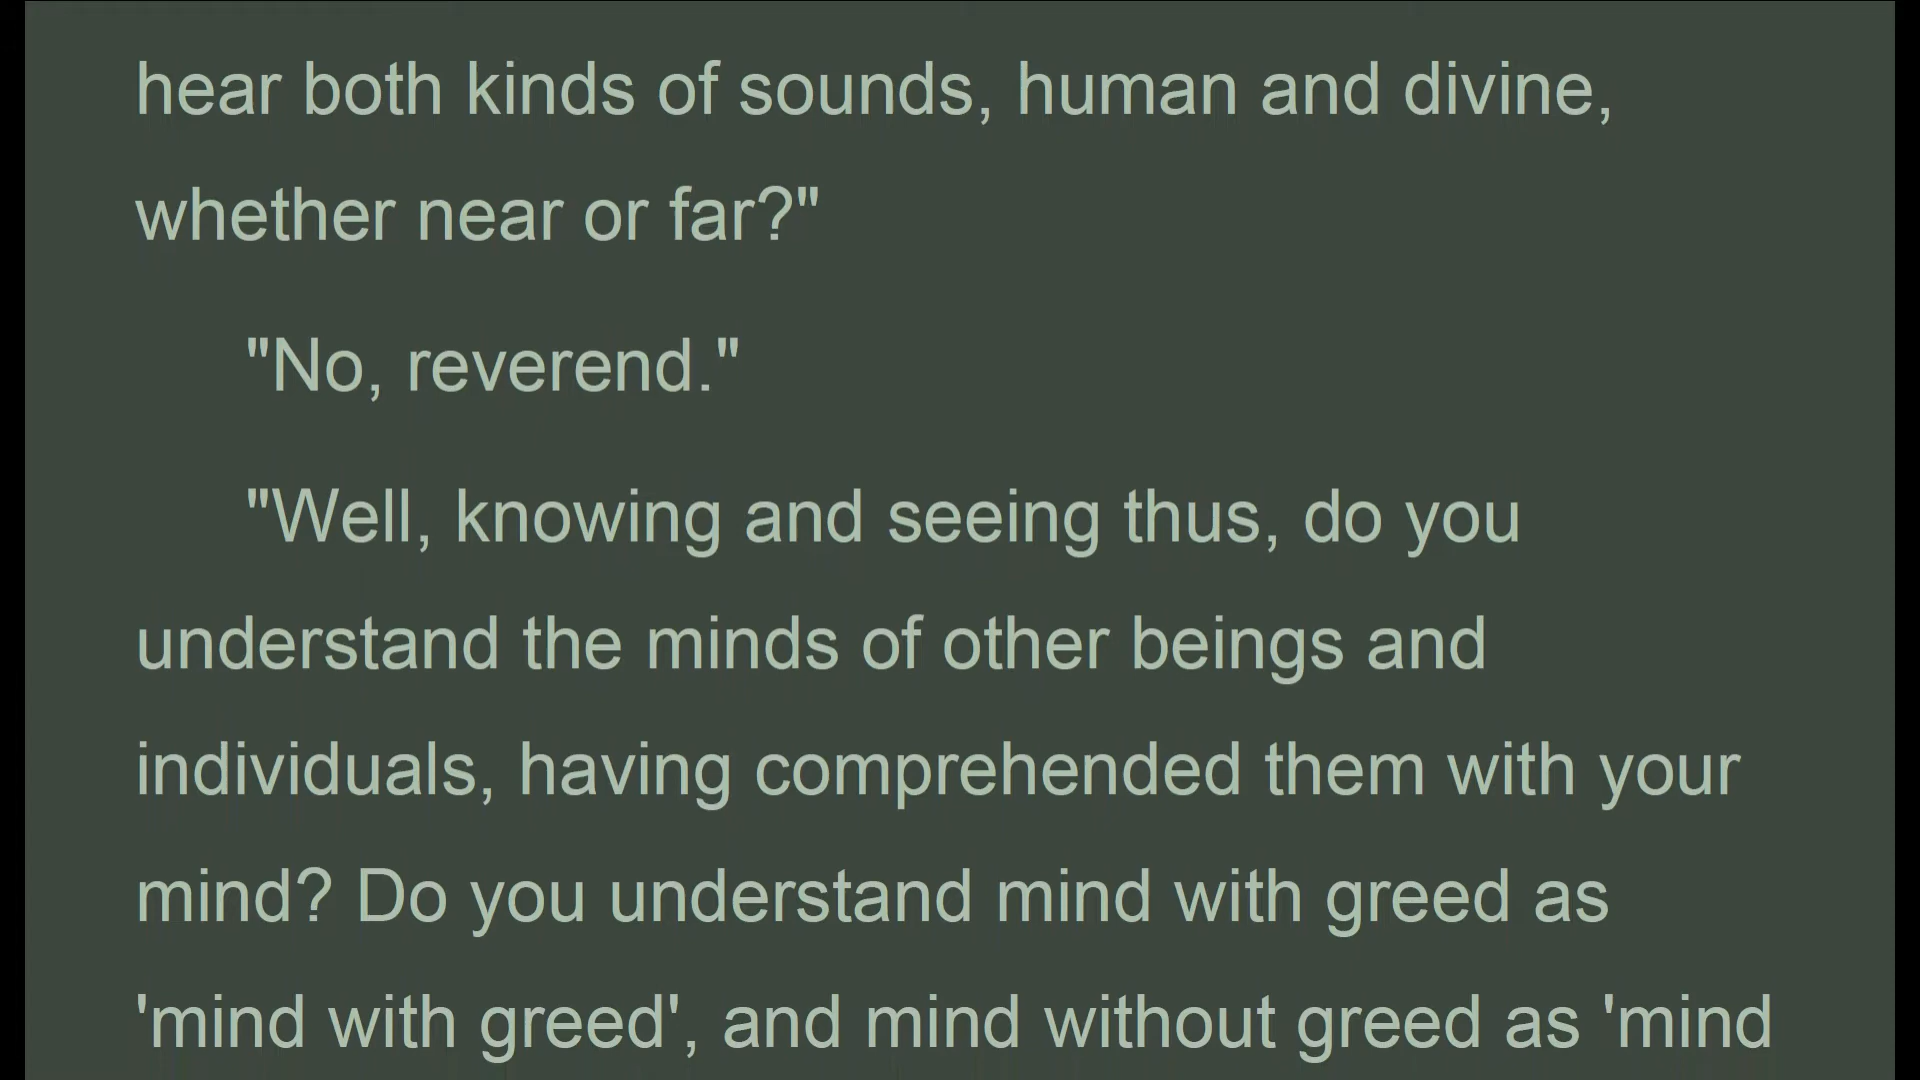 hear both kinds of sounds, human and divine,
whether near or far?"
"No, reverend."
"Well, knowing and seeing thus, do you
understand the minds of other beings and
individuals, having comprehended them with your
mind? Do you understand mind with greed as
'mind with greed', and mind without greed as 'mind